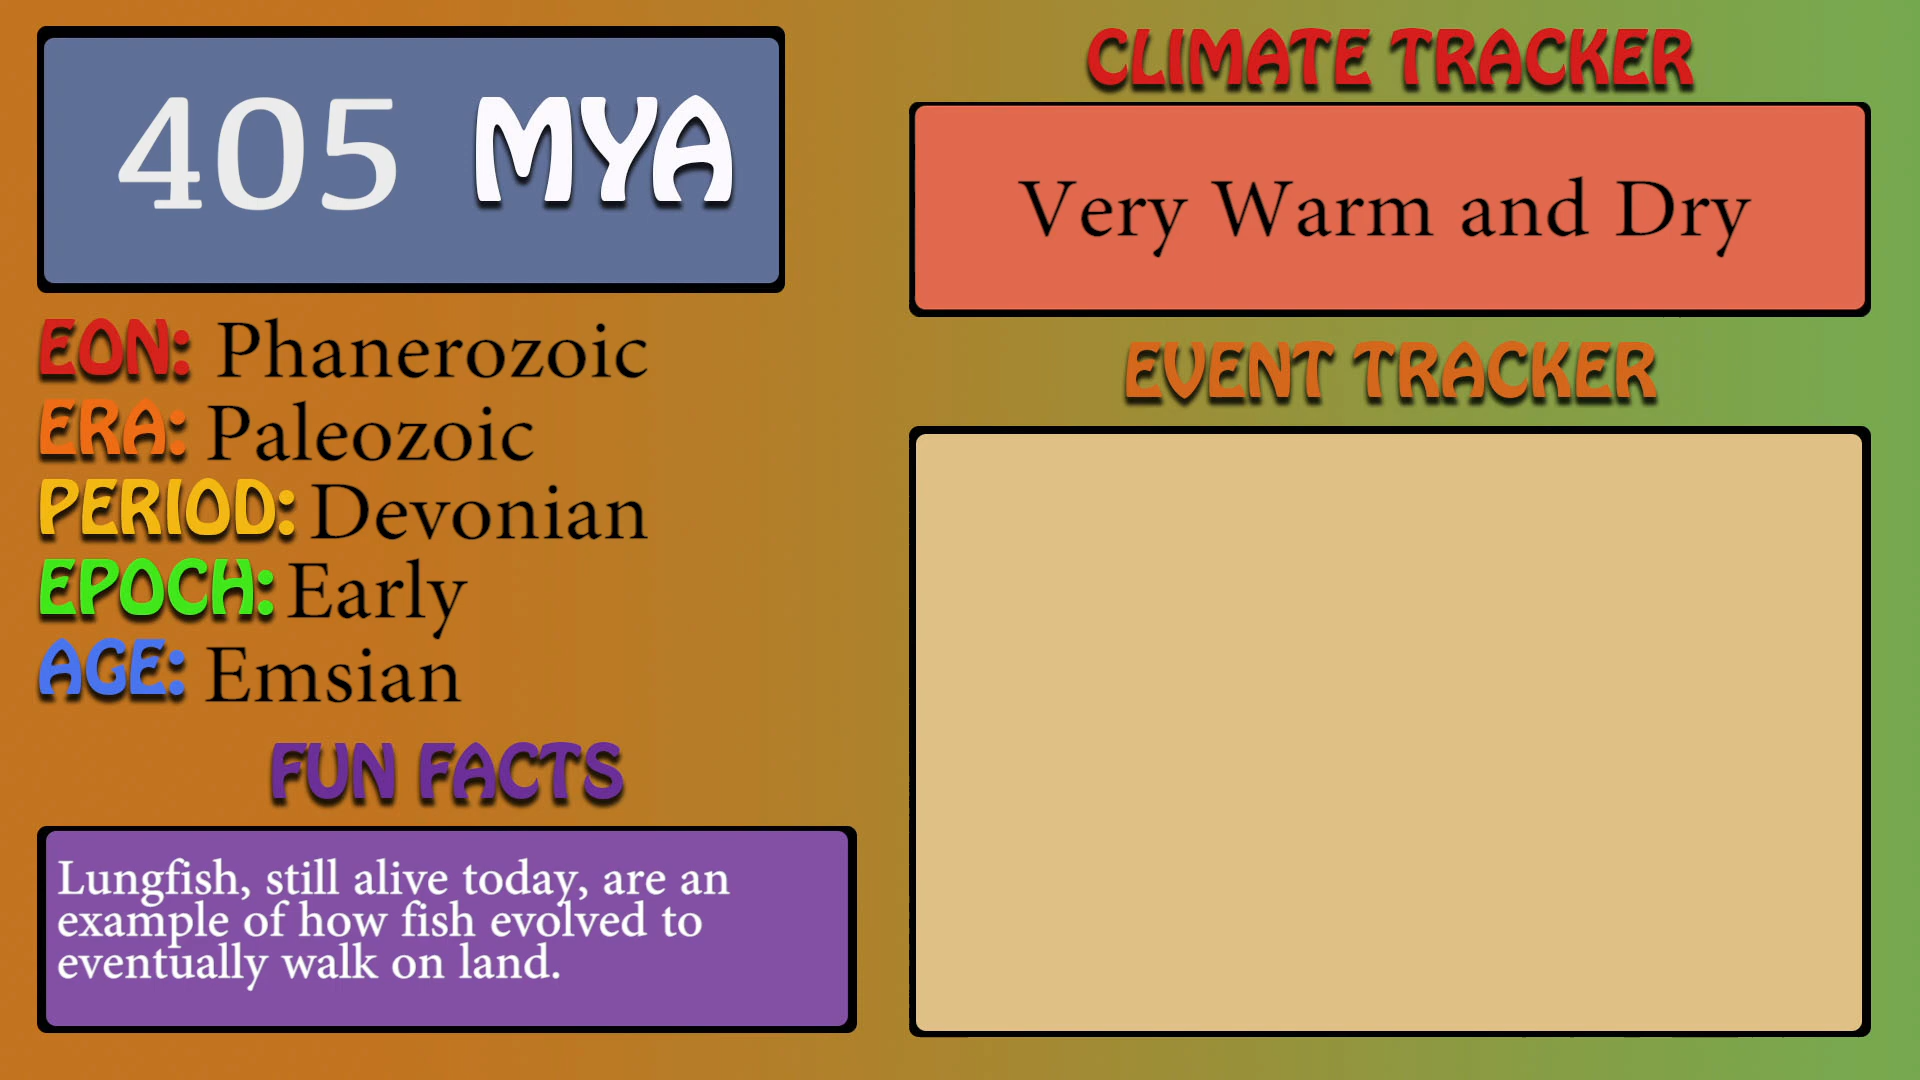 405 MYA
EON: Phanerozoic
ERA: Paleozoic
PERIOD: Devonian
EPOCH: Early
AGE: Emsian
FUN FACTS
Lungfish, still alive today, are an
example of how fish evolved to
eventually walk on land.
CLIMATE TRACKER
Very Warm and Dry
EVENT TRACKER